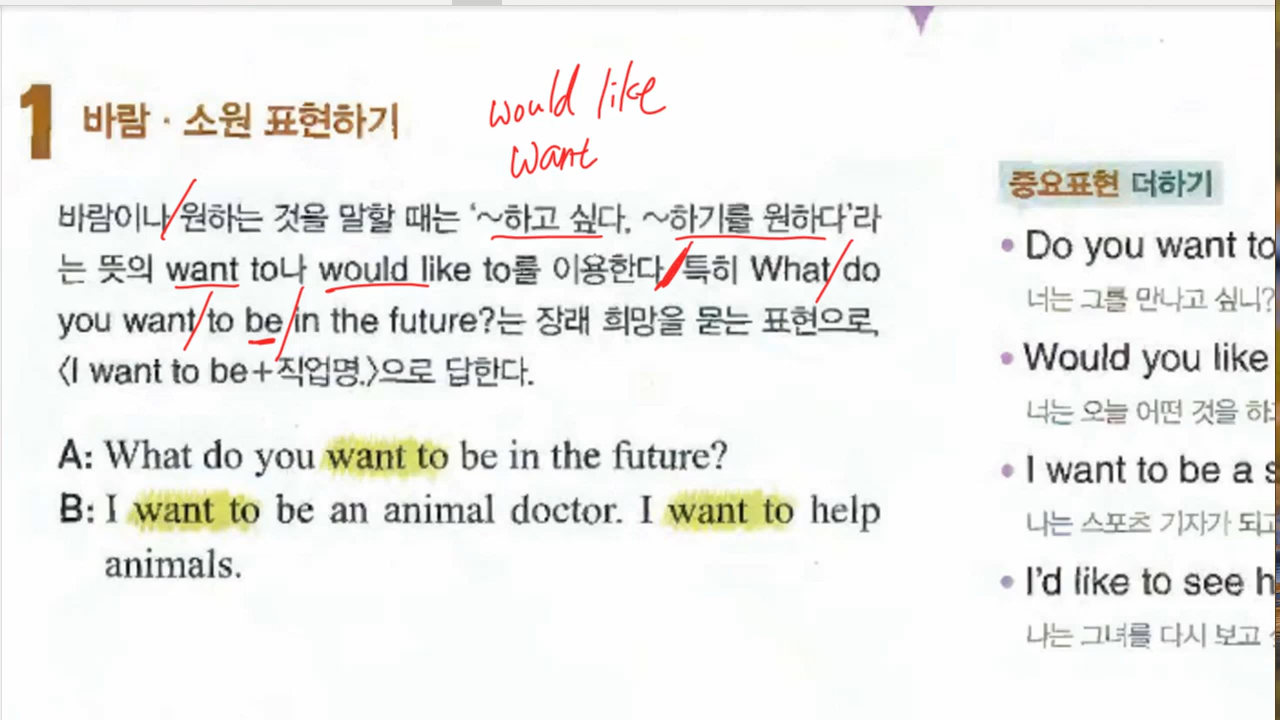 would like
want
1 바람·소원 표현하기
바람이나 원하는 것을 말할 때는 ‘~하고 싶다, ~하기를 원하다’라
는 뜻의 want to나 would like to를 이용한다. 특히 What do
you want to be in the future?는 장래 희망을 묻는 표현으로,
〈I want to be+직업명.〉으로 답한다.
A: What do you want to be in the future?
B: I want to be an animal doctor. I want to help
animals.
중요표현 더하기
• Do you want to
너는 그를 만나고 싶니?
• Would you like
너는 오늘 어떤 것을 하고
• I want to be a s
나는 스포츠 기자가 되고
• I’d like to see h
나는 그녀를 다시 보고